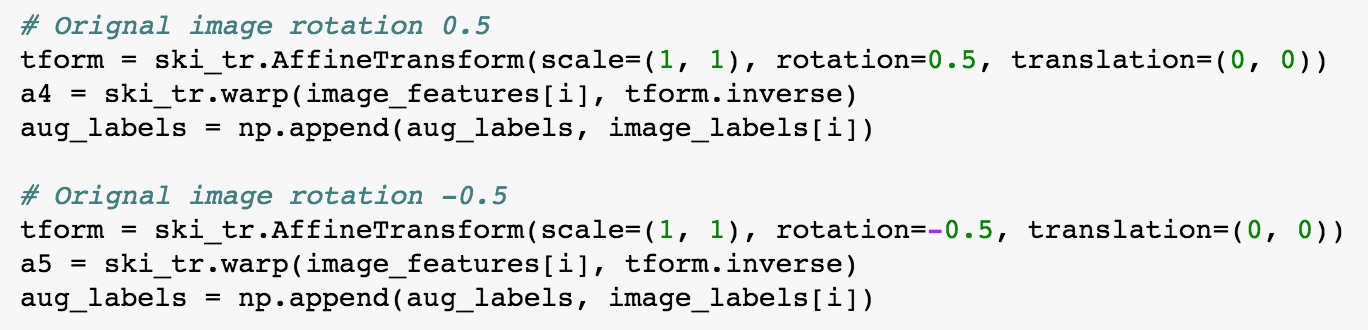 # Orignal image rotation 0.5
tform = ski_tr.AffineTransform(scale=(1, 1), rotation=0.5, translation=(0, 0))
a4 = ski_tr.warp(image_features[i], tform.inverse)
aug_labels = np.append(aug_labels, image_labels[i])
# Orignal image rotation -0.5
tform = ski_tr.AffineTransform(scale=(1, 1), rotation=-0.5, translation=(0, 0))
a5 = ski_tr.warp(image_features[i], tform.inverse)
aug_labels = np.append(aug_labels, image_labels[i])